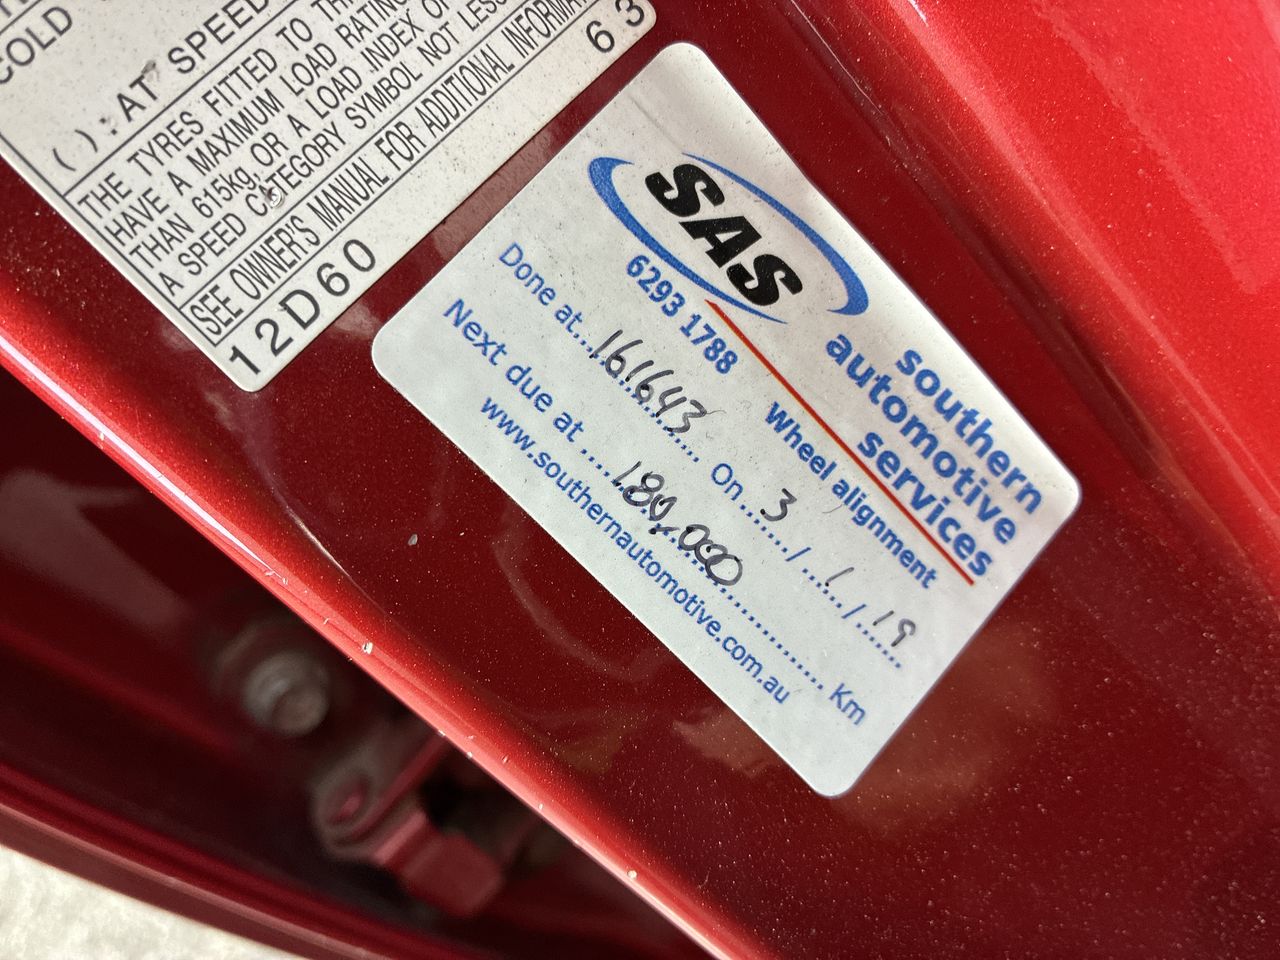 COLD
( ) : AT SPEED
THE TYRES FITTED TO
HAVE A MAXIMUM LOAD RATING
THAN 615kg, OR A LOAD INDEX
A SPEED CATEGORY SYMBOL NOT LESS
SEE OWNER'S MANUAL FOR ADDITIONAL
12D60 63
SAS
southern
automotive
services
6293 1788
Wheel alignment
Done at 161643 On 3/1/19
Next due at 180,000 Km
www.southernautomotive.com.au